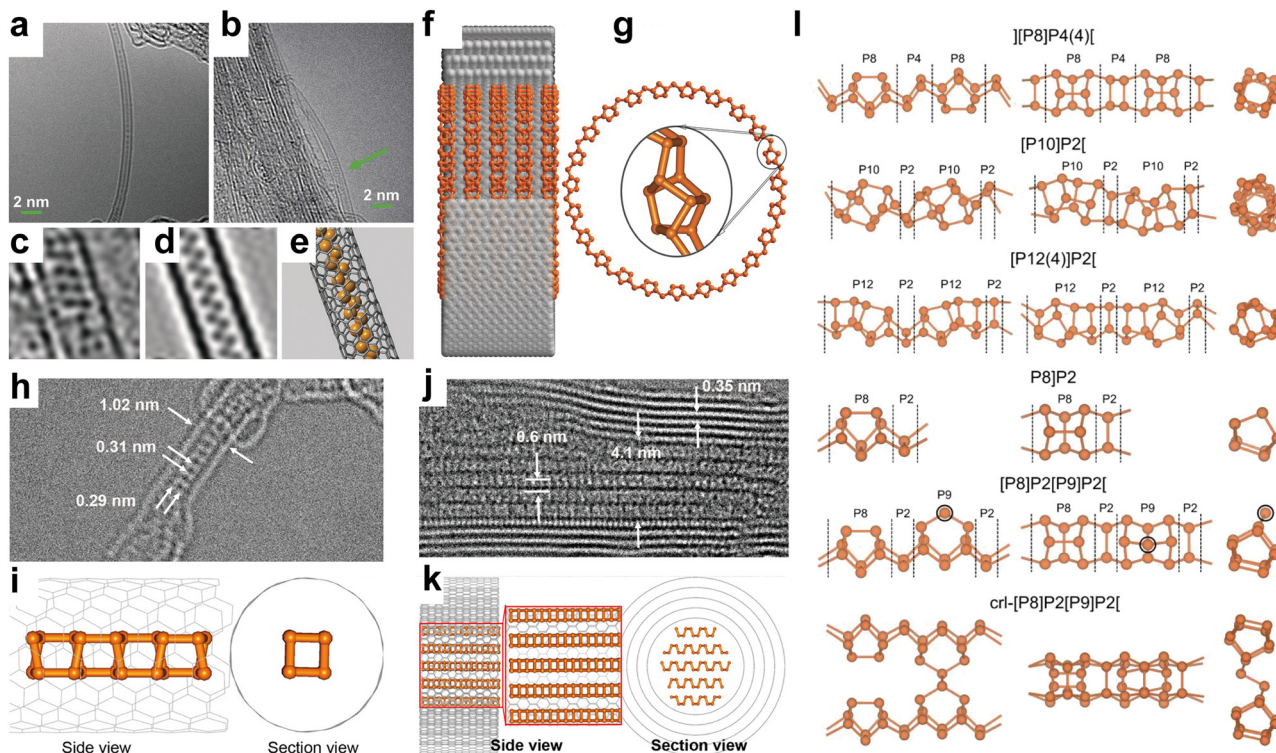 a
2 nm
b
2 nm
c
d
e
f
g
h
1.02 nm
0.31 nm
0.29 nm
i
Side view
Section view
j
0.35 nm
0.6 nm
4.1 nm
k
Side view
Section view
l
][P8]P4(4)[
P8 P4 P8 P8 P4 P8
[P10]P2[
P10 P2 P10 P2 P10 P2 P10 P2
[P12(4)]P2[
P12 P2 P12 P2 P12 P2 P12 P2
P8]P2
P8 P2 P8 P2
[P8]P2[P9]P2[
P8 P2 P9 P2 P8 P2 P9 P2
crl-[P8]P2[P9]P2[